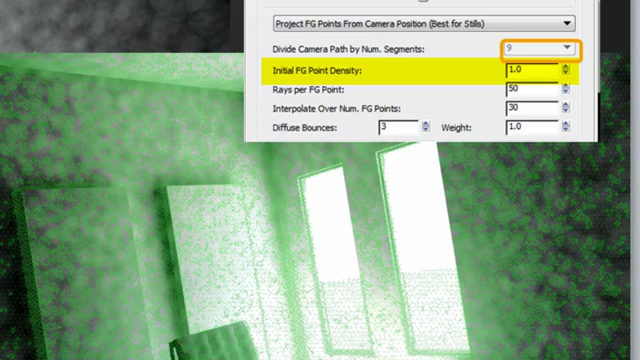 Project FG Points From Camera Position (Best for Stills)
Divide Camera Path by Num. Segments: 9
Initial FG Point Density: 1.0
Rays per FG Point: 50
Interpolate Over Num. FG Points: 30
Diffuse Bounces: 3 Weight: 1.0